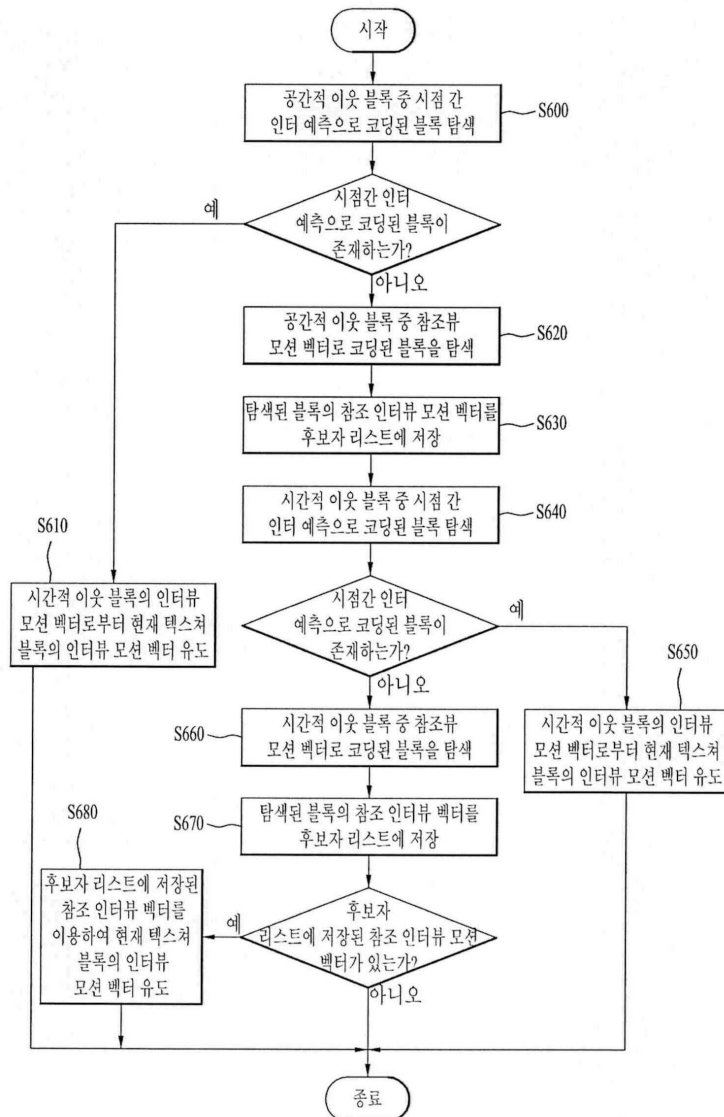 시작
공간적 이웃 블록 중 시점 간
인터 예측으로 코딩된 블록 탐색
S600
시점간 인터
예측으로 코딩된 블록이
존재하는가?
예
아니오
공간적 이웃 블록 중 참조뷰
모션 벡터로 코딩된 블록을 탐색
S620
탐색된 블록의 참조 인터뷰 모션 벡터를
후보자 리스트에 저장
S630
시간적 이웃 블록 중 시점 간
인터 예측으로 코딩된 블록 탐색
S640
S610
시간적 이웃 블록의 인터뷰
모션 벡터로부터 현재 텍스쳐
블록의 인터뷰 모션 벡터 유도
시점간 인터
예측으로 코딩된 블록이
존재하는가?
예
아니오
S650
시간적 이웃 블록의 인터뷰
모션 벡터로부터 현재 텍스쳐
블록의 인터뷰 모션 벡터 유도
S660
시간적 이웃 블록 중 참조뷰
모션 벡터로 코딩된 블록을 탐색
S670
탐색된 블록의 참조 인터뷰 벡터를
후보자 리스트에 저장
S680
후보자 리스트에 저장된
참조 인터뷰 벡터를
이용하여 현재 텍스쳐
블록의 인터뷰
모션 벡터 유도
예
후보자
리스트에 저장된 참조 인터뷰 모션
벡터가 있는가?
아니오
종료